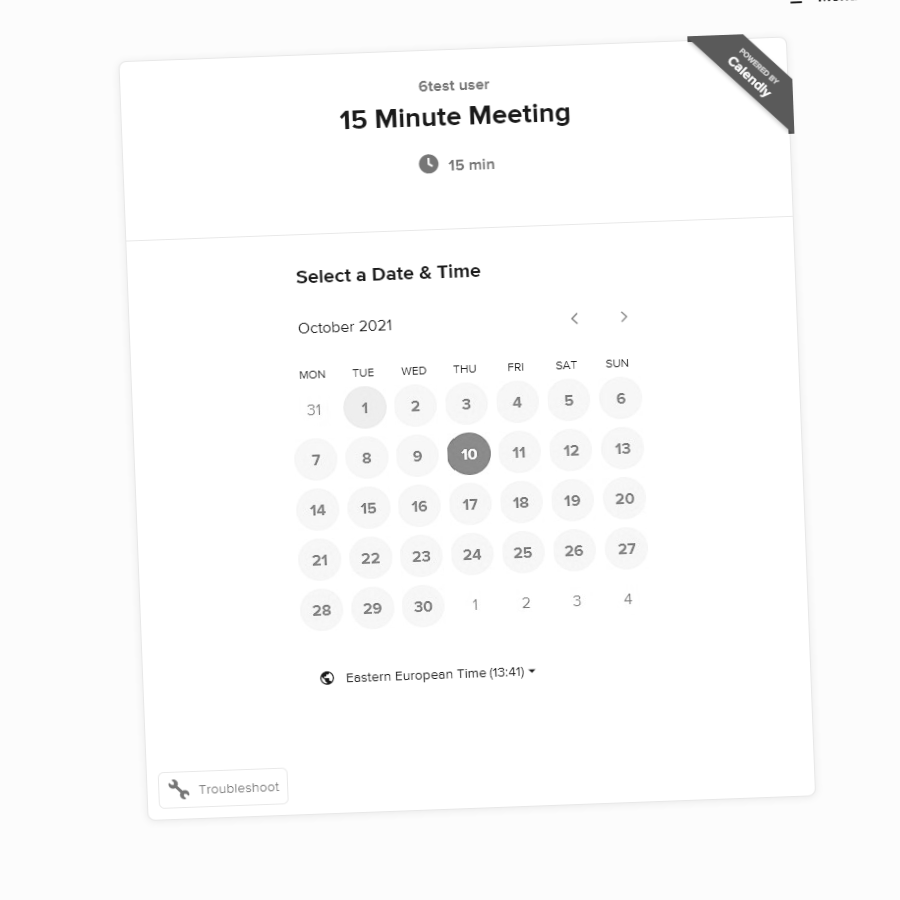 POWERED BY
Calendly
6test user
15 Minute Meeting
15 min
Select a Date & Time
October 2021
MON TUE WED THU FRI SAT SUN
31 1 2 3 4 5 6
7 8 9 10 11 12 13
14 15 16 17 18 19 20
21 22 23 24 25 26 27
28 29 30 1 2 3 4
Eastern European Time (13:41)
Troubleshoot